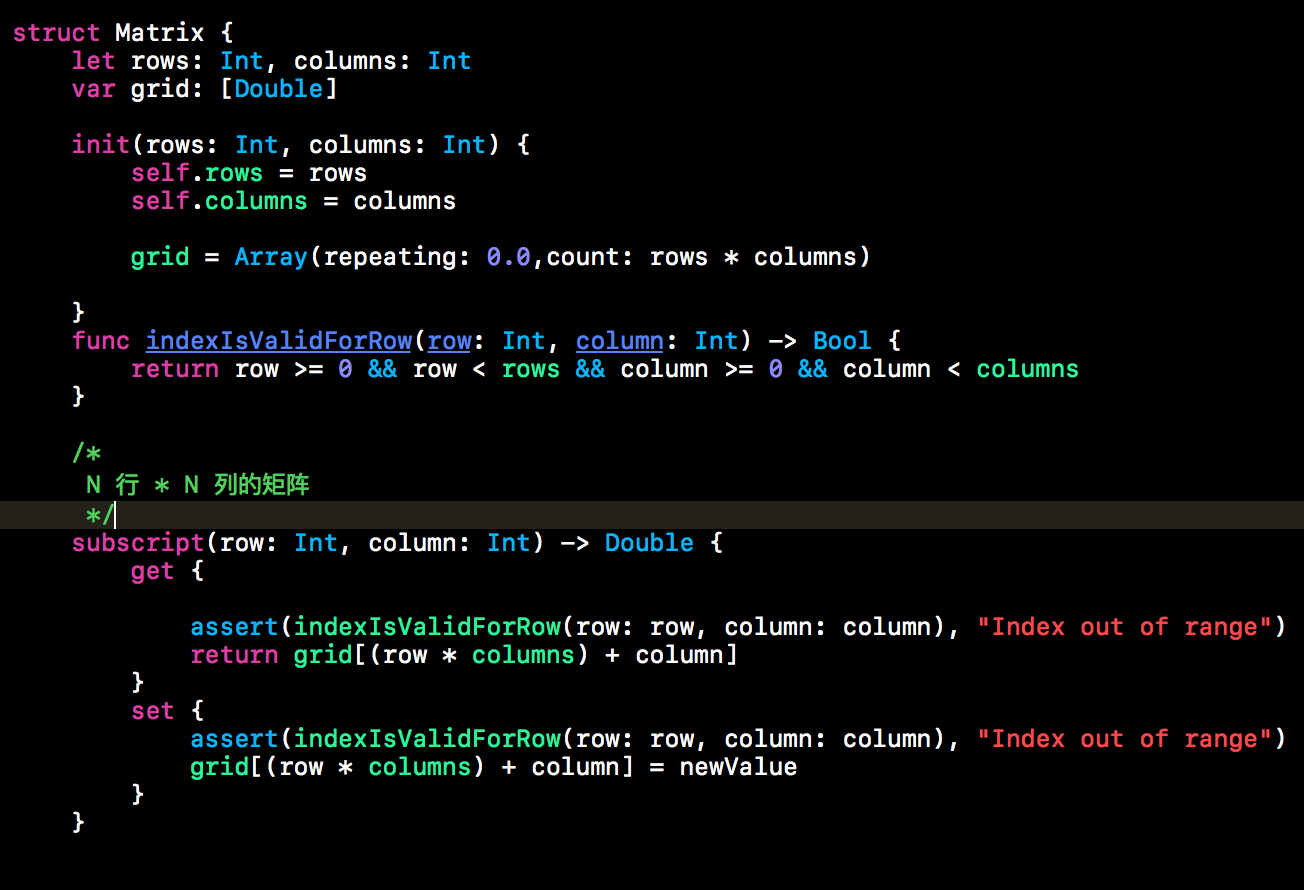 struct Matrix {
    let rows: Int, columns: Int
    var grid: [Double]
    init(rows: Int, columns: Int) {
        self.rows = rows
        self.columns = columns
        grid = Array(repeating: 0.0,count: rows * columns)
    }
    func indexIsValidForRow(row: Int, column: Int) -> Bool {
        return row >= 0 && row < rows && column >= 0 && column < columns
    }
    /*
     N 行 * N 列的矩阵
     */
    subscript(row: Int, column: Int) -> Double {
        get {
            assert(indexIsValidForRow(row: row, column: column), "Index out of range")
            return grid[(row * columns) + column]
        }
        set {
            assert(indexIsValidForRow(row: row, column: column), "Index out of range")
            grid[(row * columns) + column] = newValue
        }
    }